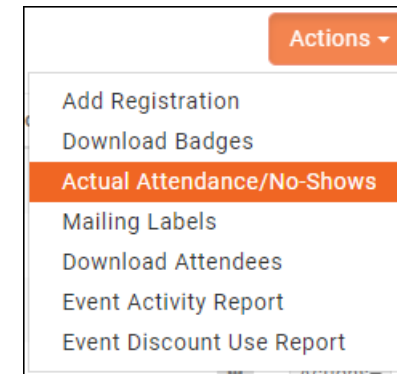 Actions
Add Registration
Download Badges
Actual Attendance/No-Shows
Mailing Labels
Download Attendees
Event Activity Report
Event Discount Use Report